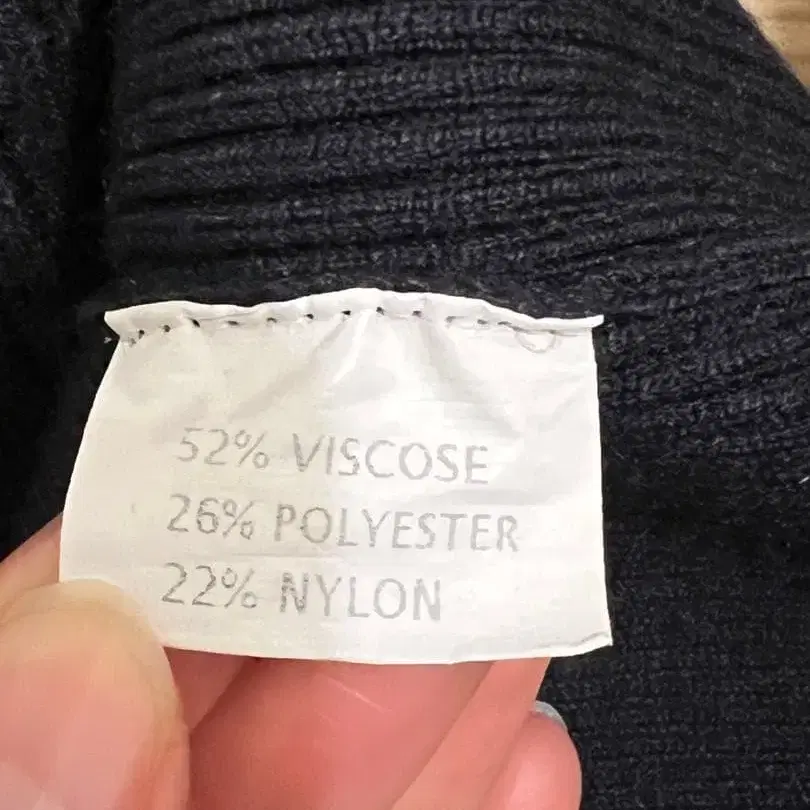 52% VISCOSE
26% POLYESTER
22% NYLON